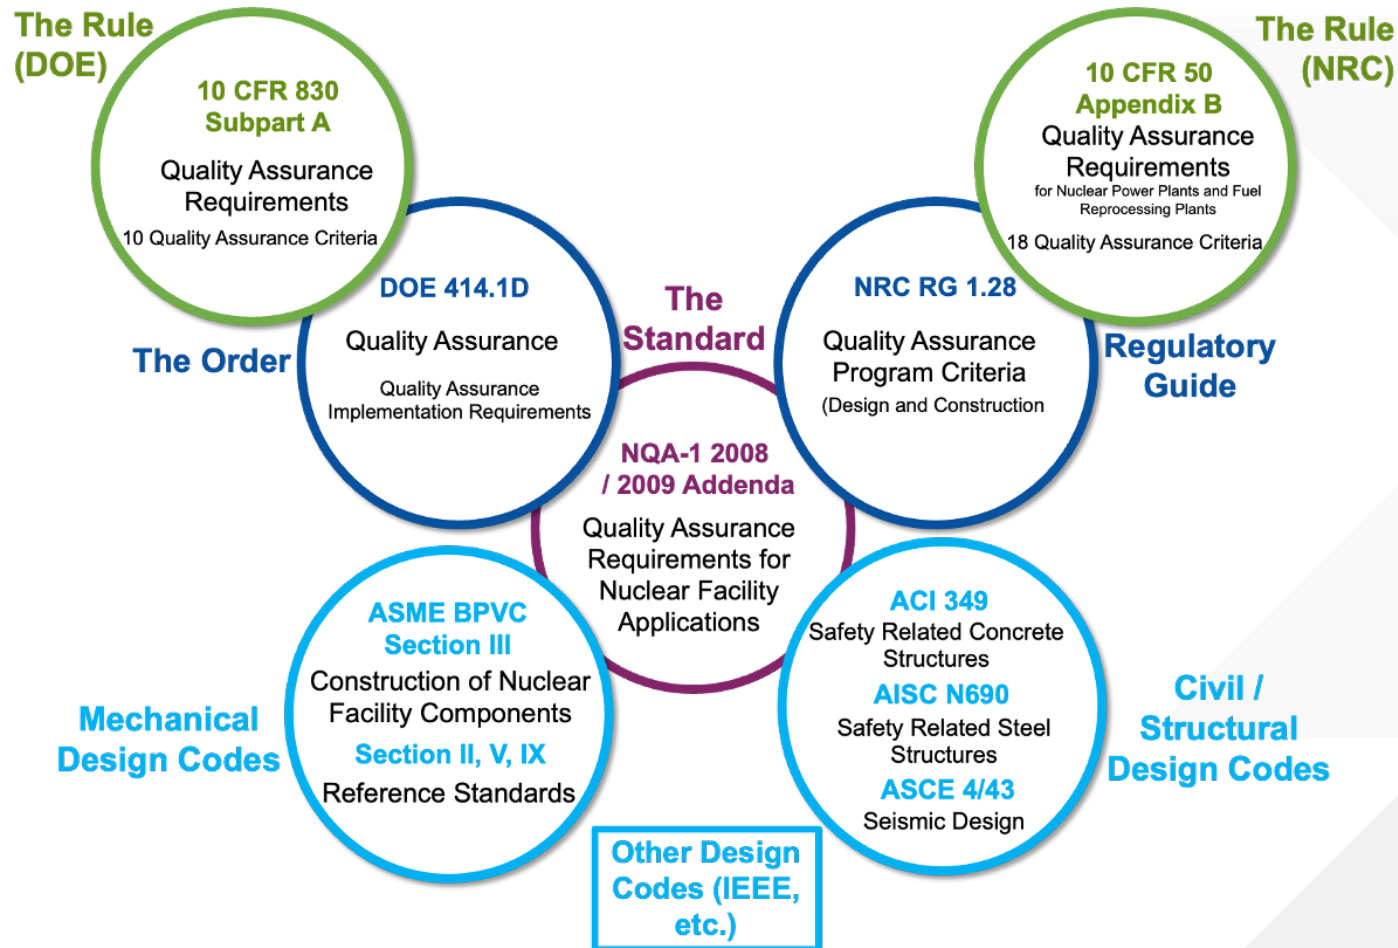 The Rule
(DOE)
10 CFR 830
Subpart A
Quality Assurance
Requirements
10 Quality Assurance Criteria
The Rule
(NRC)
10 CFR 50
Appendix B
Quality Assurance
Requirements
for Nuclear Power Plants and Fuel
Reprocessing Plants
18 Quality Assurance Criteria
The Order
DOE 414.1D
Quality Assurance
Quality Assurance
Implementation Requirements
The
Standard
NQA-1 2008
/ 2009 Addenda
Quality Assurance
Requirements for
Nuclear Facility
Applications
NRC RG 1.28
Quality Assurance
Program Criteria
(Design and Construction
Regulatory
Guide
Mechanical
Design Codes
ASME BPVC
Section III
Construction of Nuclear
Facility Components
Section II, V, IX
Reference Standards
ACI 349
Safety Related Concrete
Structures
AISC N690
Safety Related Steel
Structures
ASCE 4/43
Seismic Design
Civil /
Structural
Design Codes
Other Design
Codes (IEEE,
etc.)